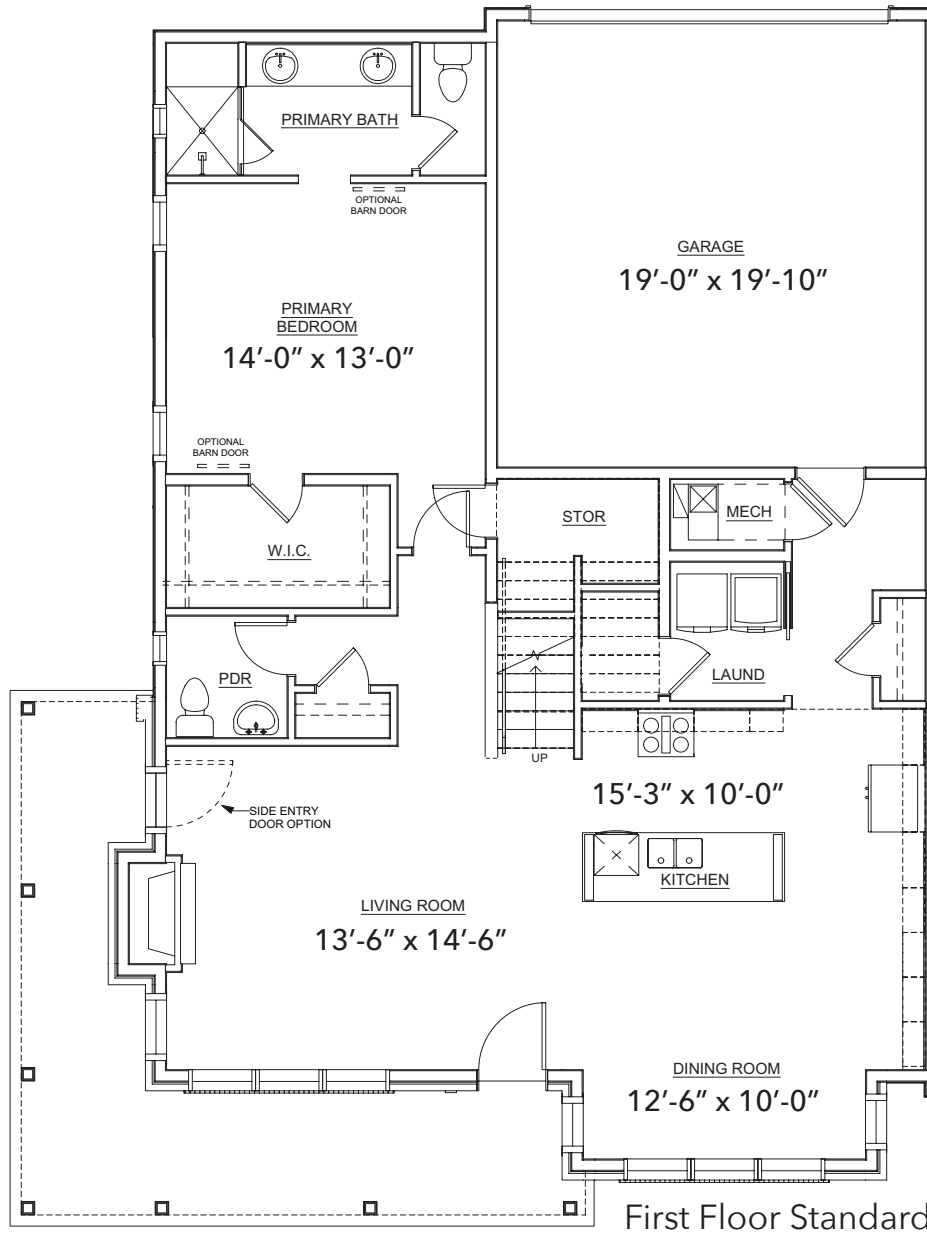 PRIMARY BATH
OPTIONAL
BARN DOOR
GARAGE
19’-0” x 19’-10”
PRIMARY
BEDROOM
14’-0” x 13’-0”
OPTIONAL
BARN DOOR
W.I.C.
STOR
MECH
PDR
LAUND
UP
SIDE ENTRY
DOOR OPTION
15’-3” x 10’-0”
KITCHEN
LIVING ROOM
13’-6” x 14’-6”
DINING ROOM
12’-6” x 10’-0”
First Floor Standard